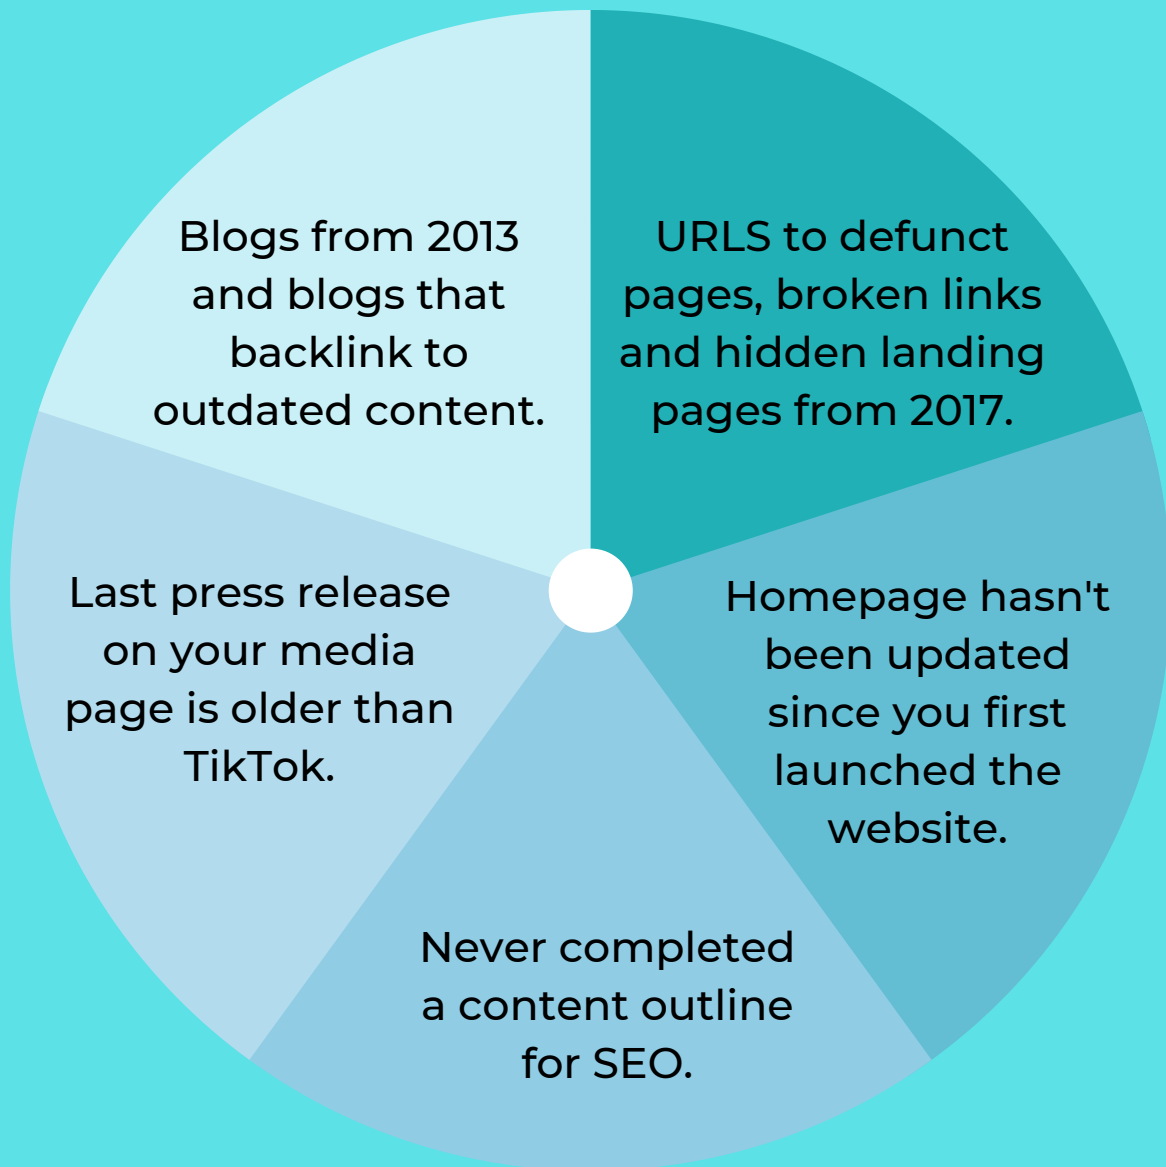 Blogs from 2013
and blogs that
backlink to
outdated content.
URLS to defunct
pages, broken links
and hidden landing
pages from 2017.
Last press release
on your media
page is older than
TikTok.
Homepage hasn't
been updated
since you first
launched the
website.
Never completed
a content outline
for SEO.